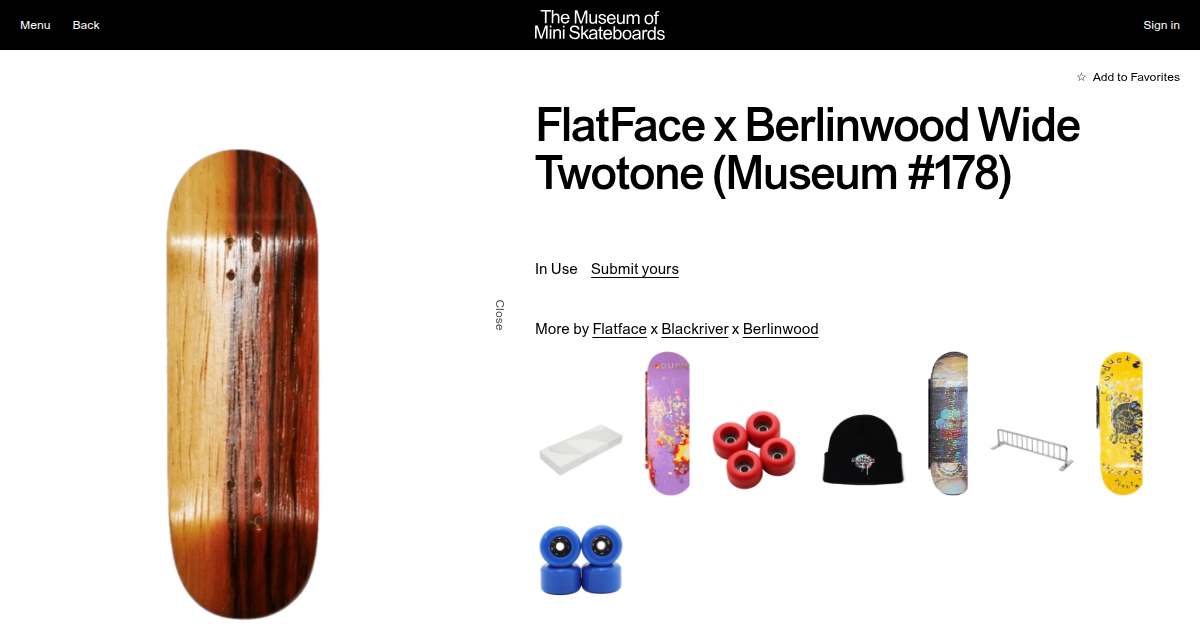 Menu
Back
The Museum of
Mini Skateboards
Sign in
☆ Add to Favorites
FlatFace x Berlinwood Wide
Twotone (Museum #178)
In Use Submit yours
Close
More by Flatface x Blackriver x Berlinwood